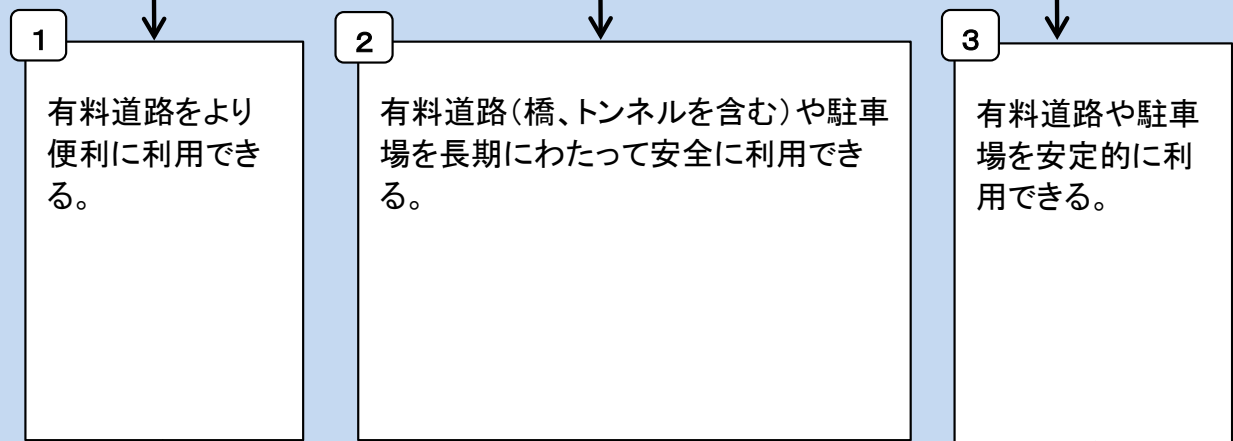 1
有料道路をより
便利に利用でき
る。
2
有料道路(橋、トンネルを含む)や駐車
場を長期にわたって安全に利用でき
る。
3
有料道路や駐車
場を安定的に利
用できる。